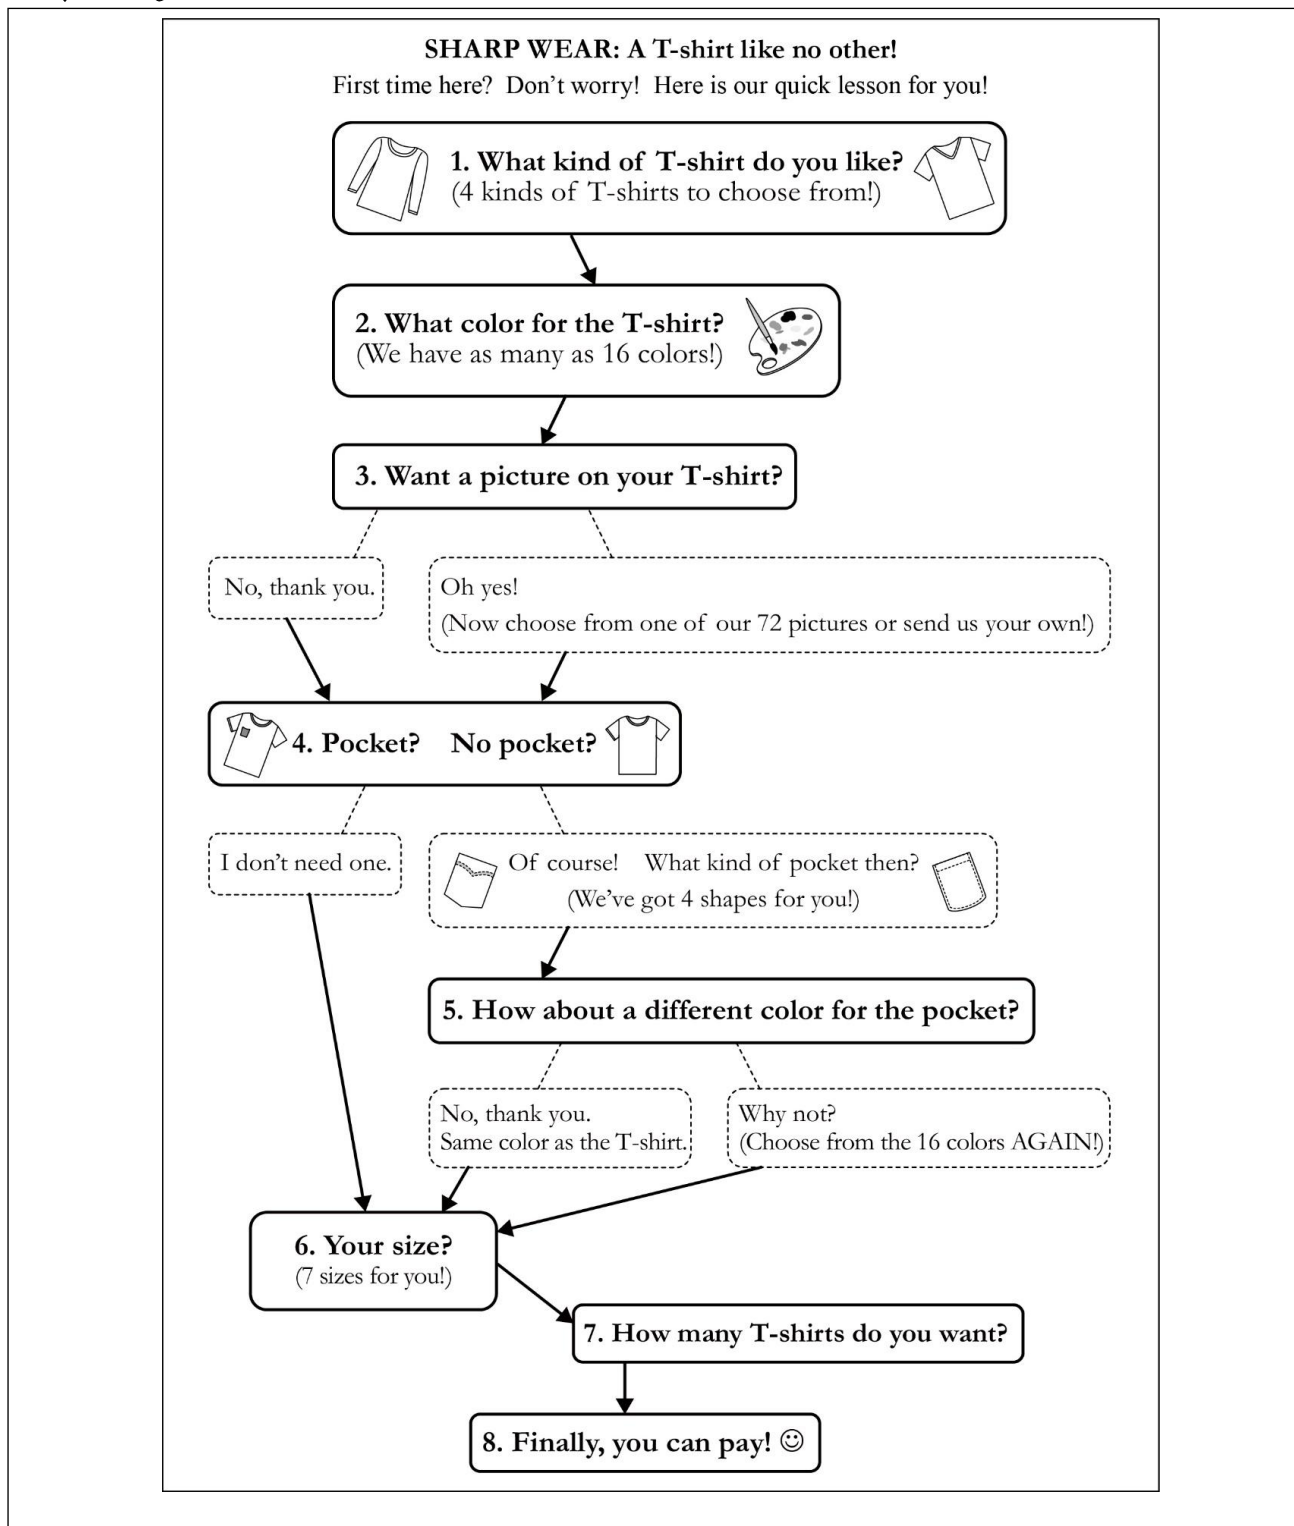 SHARP WEAR: A T-shirt like no other!
First time here? Don't worry! Here is our quick lesson for you!
1. What kind of T-shirt do you like?
(4 kinds of T-shirts to choose from!)
2. What color for the T-shirt?
(We have as many as 16 colors!)
3. Want a picture on your T-shirt?
No, thank you.
Oh yes!
(Now choose from one of our 72 pictures or send us your own!)
4. Pocket? No pocket?
I don't need one.
Of course! What kind of pocket then?
(We've got 4 shapes for you!)
5. How about a different color for the pocket?
No, thank you.
Same color as the T-shirt.
Why not?
(Choose from the 16 colors AGAIN!)
6. Your size?
(7 sizes for you!)
7. How many T-shirts do you want?
8. Finally, you can pay! ☺